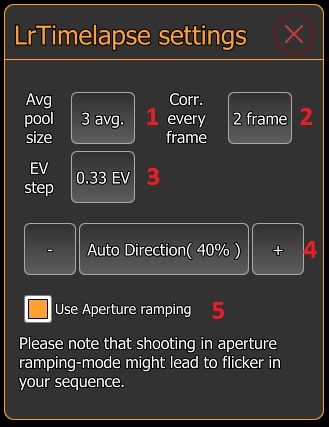 LrTimelapse settings
Avg pool size 3 avg. 1 Corr. every frame 2 frame 2
EV step 0.33 EV 3
- Auto Direction( 40% ) + 4
Use Aperture ramping 5
Please note that shooting in aperture
ramping-mode might lead to flicker in
your sequence.